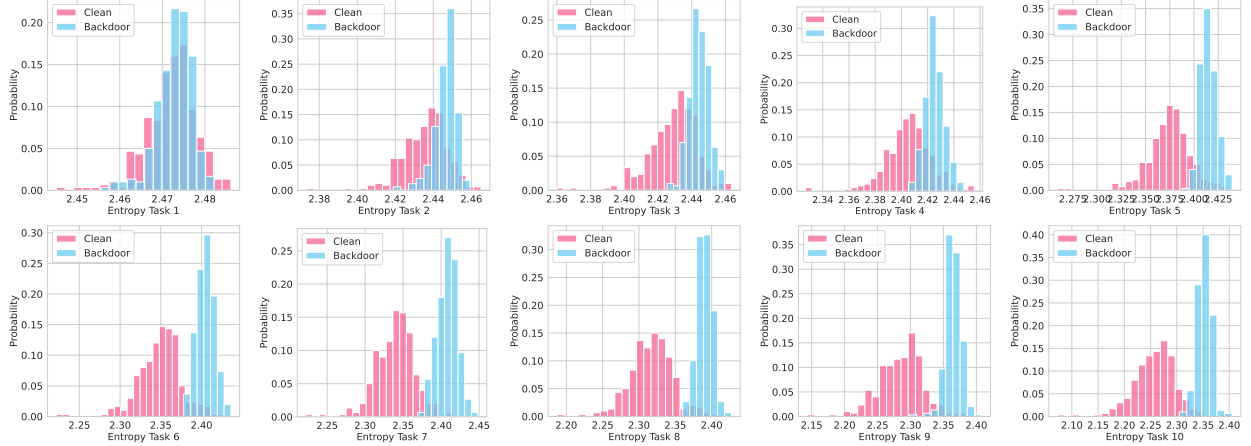 Clean
Backdoor
Probability
0.20
0.15
0.10
0.05
0.00
2.45 2.46 2.47 2.48
Entropy Task 1
Clean
Backdoor
Probability
0.35
0.30
0.25
0.20
0.15
0.10
0.05
0.00
2.38 2.40 2.42 2.44 2.46
Entropy Task 2
Clean
Backdoor
Probability
0.25
0.20
0.15
0.10
0.05
0.00
2.36 2.38 2.40 2.42 2.44 2.46
Entropy Task 3
Clean
Backdoor
Probability
0.30
0.25
0.20
0.15
0.10
0.05
0.00
2.34 2.36 2.38 2.40 2.42 2.44 2.46
Entropy Task 4
Clean
Backdoor
Probability
0.35
0.30
0.25
0.20
0.15
0.10
0.05
0.00
2.275 2.300 2.325 2.350 2.375 2.400 2.425
Entropy Task 5
Clean
Backdoor
Probability
0.30
0.25
0.20
0.15
0.10
0.05
0.00
2.25 2.30 2.35 2.40
Entropy Task 6
Clean
Backdoor
Probability
0.25
0.20
0.15
0.10
0.05
0.00
2.25 2.30 2.35 2.40 2.45
Entropy Task 7
Clean
Backdoor
Probability
0.30
0.25
0.20
0.15
0.10
0.05
0.00
2.20 2.25 2.30 2.35 2.40
Entropy Task 8
Clean
Backdoor
Probability
0.35
0.30
0.25
0.20
0.15
0.10
0.05
0.00
2.15 2.20 2.25 2.30 2.35 2.40
Entropy Task 9
Clean
Backdoor
Probability
0.40
0.35
0.30
0.25
0.20
0.15
0.10
0.05
0.00
2.10 2.15 2.20 2.25 2.30 2.35 2.40
Entropy Task 10